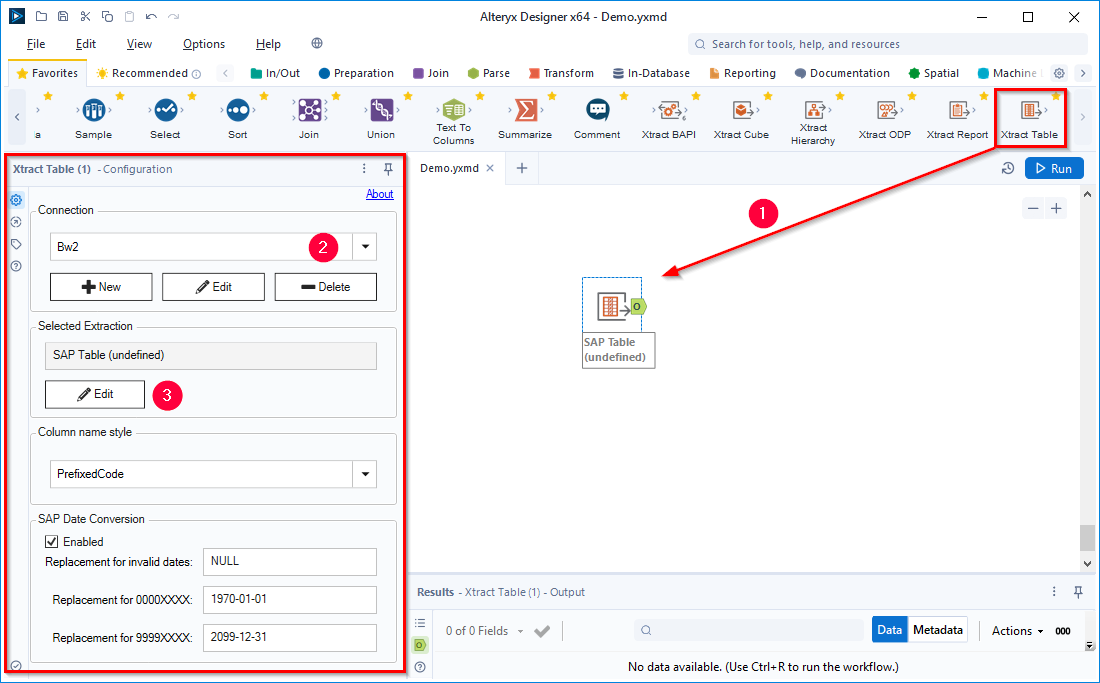 Alteryx Designer x64 - Demo.yxmd
File Edit View Options Help
Search for tools, help, and resources
Favorites Recommended In/Out Preparation Join Parse Transform In-Database Reporting Documentation Spatial Machine
a Sample Select Sort Join Union Text To Columns Summarize Comment Xtract BAPI Xtract Cube Xtract Hierarchy Xtract ODP Xtract Report Xtract Table
Xtract Table (1) - Configuration
About
Connection
Bw2
2
New Edit Delete
Selected Extraction
SAP Table (undefined)
Edit
3
Column name style
PrefixedCode
SAP Date Conversion
Enabled
Replacement for invalid dates: NULL
Replacement for 0000XXXX: 1970-01-01
Replacement for 9999XXXX: 2099-12-31
Demo.yxmd
Run
1
O
SAP Table
(undefined)
Results - Xtract Table (1) - Output
0 of 0 Fields
Data Metadata
Actions
000
O
No data available. (Use Ctrl+R to run the workflow.)